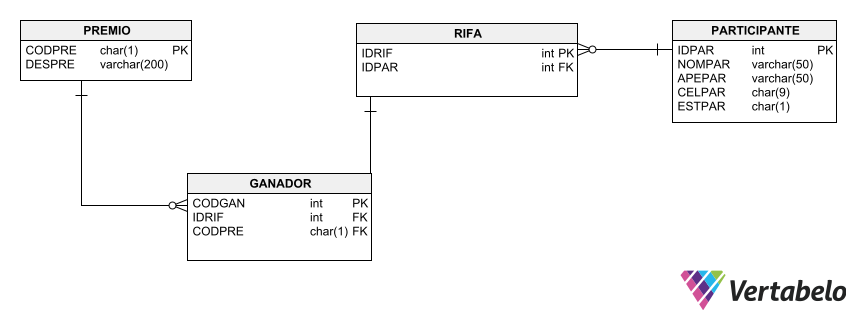 PREMIO
CODPRE char(1) PK
DESPRE varchar(200)
RIFA
IDRIF int PK
IDPAR int FK
PARTICIPANTE
IDPAR int PK
NOMPAR varchar(50)
APEPAR varchar(50)
CELPAR char(9)
ESTPAR char(1)
GANADOR
CODGAN int PK
IDRIF int FK
CODPRE char(1) FK
Vertabelo